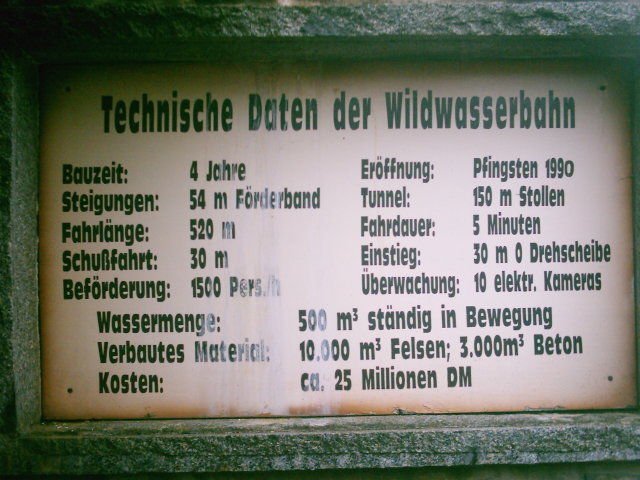 Technische Daten der Wildwasserbahn
Bauzeit: 4 Jahre Eröffnung: Pfingsten 1990
Steigungen: 54 m Förderband Tunnel: 150 m Stollen
Fahrlänge: 520 m Fahrdauer: 5 Minuten
Schußfahrt: 30 m Einstieg: 30 m O Drehscheibe
Beförderung: 1500 Pers./h Überwachung: 10 elektr. Kameras
Wassermenge: 500 m³ ständig in Bewegung
Verbautes Material: 10.000 m³ Felsen; 3.000m³ Beton
Kosten: ca. 25 Millionen DM